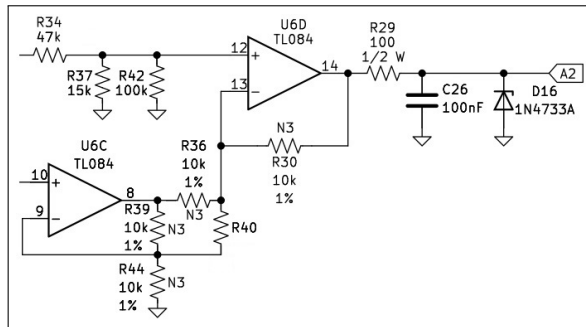 R34
47k
R37
15k
R42
100k
U6D
TL084
12
13
14
+
−
R29
100
1/2 W
A2
C26
100nF
D16
1N4733A
N3
R30
10k
1%
R36
10k
1%
N3
U6C
TL084
10
9
8
+
−
R39
10k
1%
N3
R40
R44
10k
1%
N3